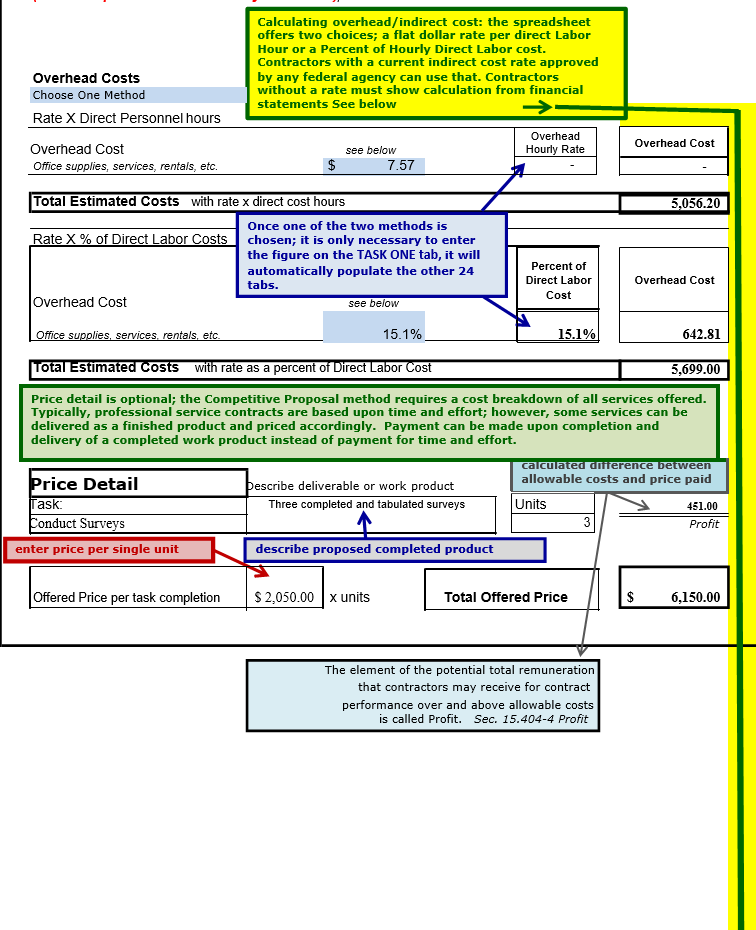 Calculating overhead/indirect cost: the spreadsheet
offers two choices; a flat dollar rate per direct Labor
Hour or a Percent of Hourly Direct Labor cost.
Contractors with a current indirect cost rate approved
by any federal agency can use that. Contractors
without a rate must show calculation from financial
statements See below
Overhead Costs
Choose One Method
Rate X Direct Personnel hours
Overhead
Hourly Rate
Overhead Cost
Overhead Cost
see below
Office supplies, services, rentals, etc.
$ 7.57
-
-
Total Estimated Costs with rate x direct cost hours
5,056.20
Once one of the two methods is
chosen; it is only necessary to enter
the figure on the TASK ONE tab, it will
automatically populate the other 24
tabs.
Rate X % of Direct Labor Costs
Percent of
Direct Labor
Cost
Overhead Cost
Overhead Cost
see below
Office supplies, services, rentals, etc.
15.1%
15.1%
642.81
Total Estimated Costs with rate as a percent of Direct Labor Cost
5,699.00
Price detail is optional; the Competitive Proposal method requires a cost breakdown of all services offered.
Typically, professional service contracts are based upon time and effort; however, some services can be
delivered as a finished product and priced accordingly. Payment can be made upon completion and
delivery of a completed work product instead of payment for time and effort.
calculated difference between
allowable costs and price paid
Price Detail
Describe deliverable or work product
Task:
Three completed and tabulated surveys
Units
451.00
Conduct Surveys
3
Profit
enter price per single unit
describe proposed completed product
Offered Price per task completion
$ 2,050.00
x units
Total Offered Price
$ 6,150.00
The element of the potential total remuneration
that contractors may receive for contract
performance over and above allowable costs
is called Profit. Sec. 15.404-4 Profit